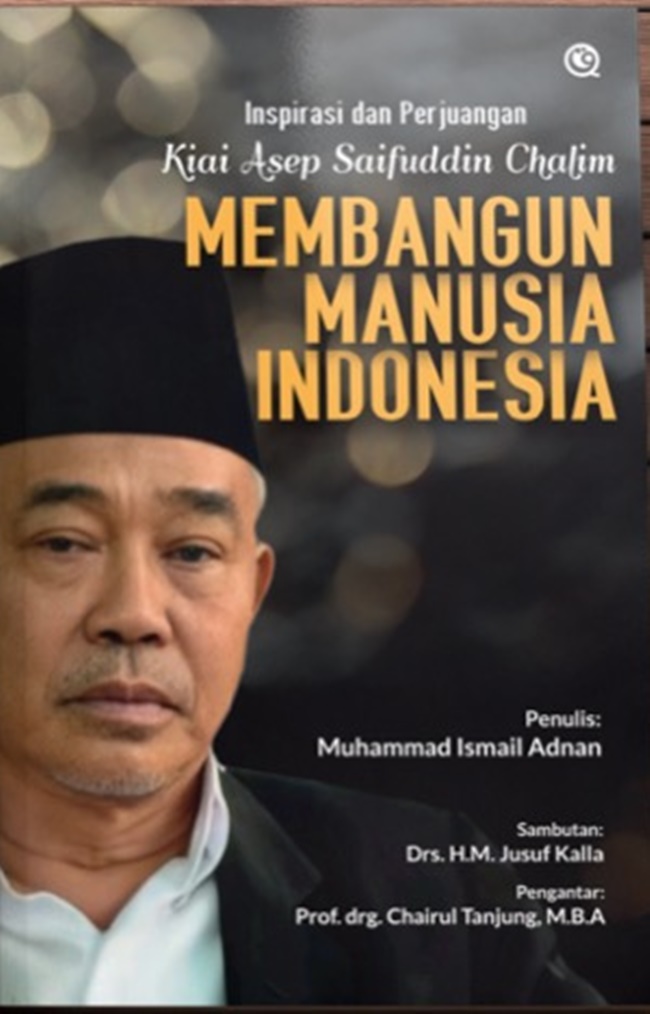 Inspirasi dan Perjuangan
Kiai Asep Saifuddin Chalim
MEMBANGUN
MANUSIA
INDONESIA
Penulis:
Muhammad Ismail Adnan
Sambutan:
Drs. H.M. Jusuf Kalla
Pengantar:
Prof. drg. Chairul Tanjung, M.B.A